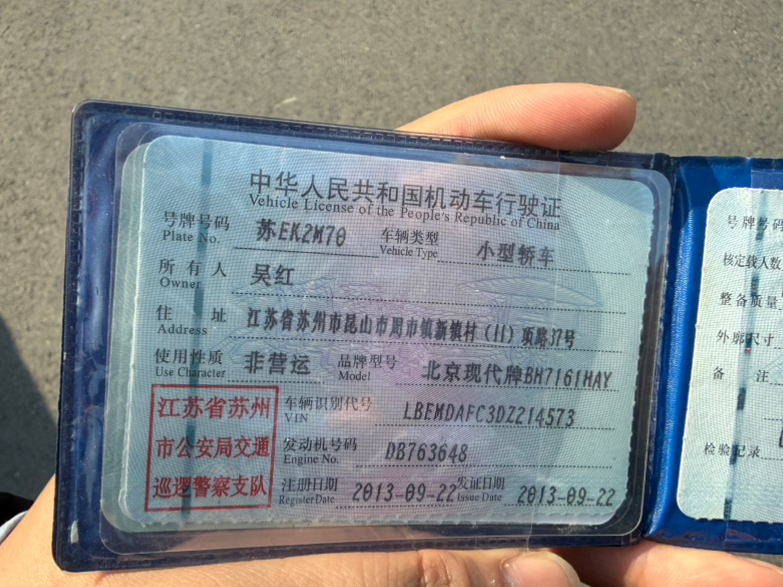 中华人民共和国机动车行驶证
Vehicle License of the People's Republic of China
号牌号码 苏EK2M70 车辆类型 小型轿车
Plate No. Vehicle Type
所有人 吴红
Owner
住址 江苏省苏州市昆山市周市镇新镇村(11)项路37号
Address
使用性质 非营运 品牌型号 北京现代牌BH7161HAY
Use Character Model
江苏省苏州
市公安局交通
巡逻警察支队
车辆识别代号 LBEMDAFC3DZ214573
VIN
发动机号码 DB763648
Engine No.
注册日期 2013-09-22 发证日期 2013-09-22
Register Date Issue Date
号牌号码
核定载人数
整备质量
外廓尺寸
备注
检验记录